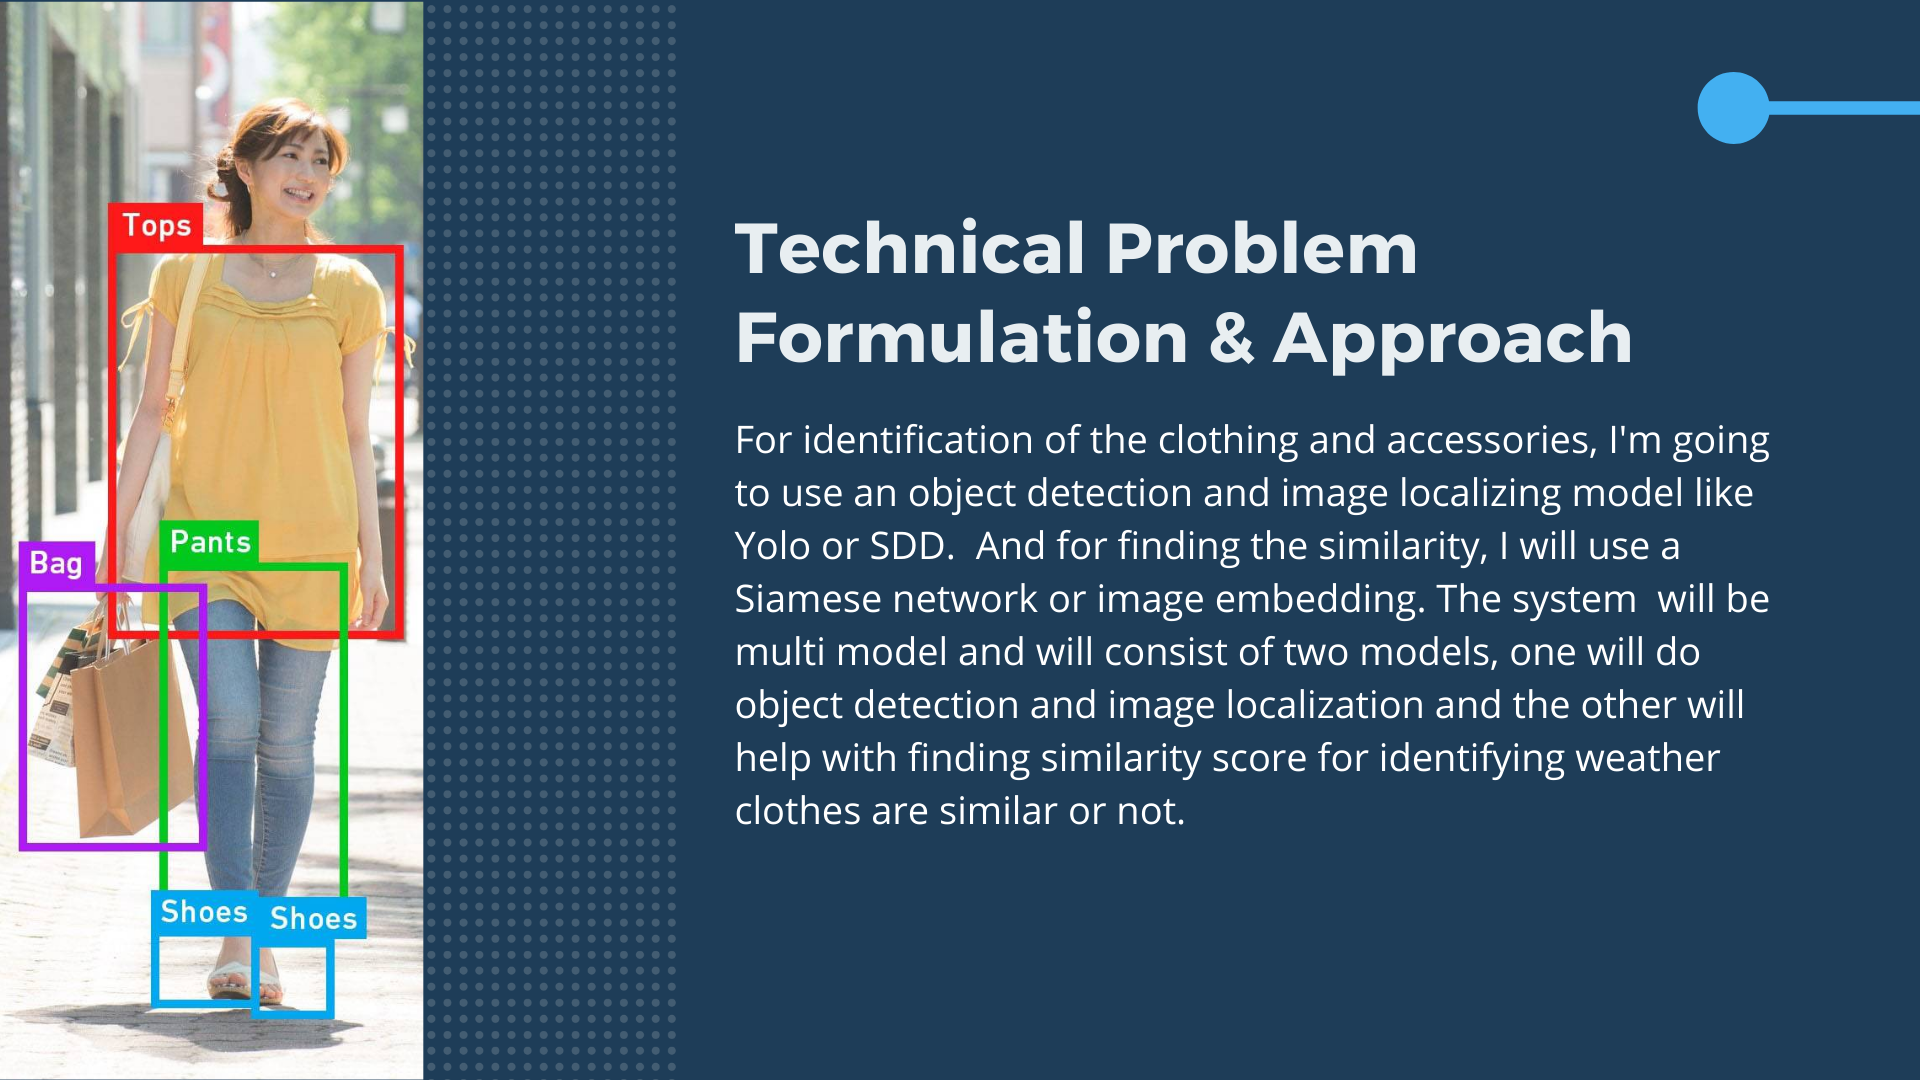 Technical Problem
Formulation & Approach
For identification of the clothing and accessories, I'm going
to use an object detection and image localizing model like
Yolo or SDD.  And for finding the similarity, I will use a
Siamese network or image embedding. The system  will be
multi model and will consist of two models, one will do
object detection and image localization and the other will
help with finding similarity score for identifying weather
clothes are similar or not.
Tops
Pants
Bag
Shoes
Shoes